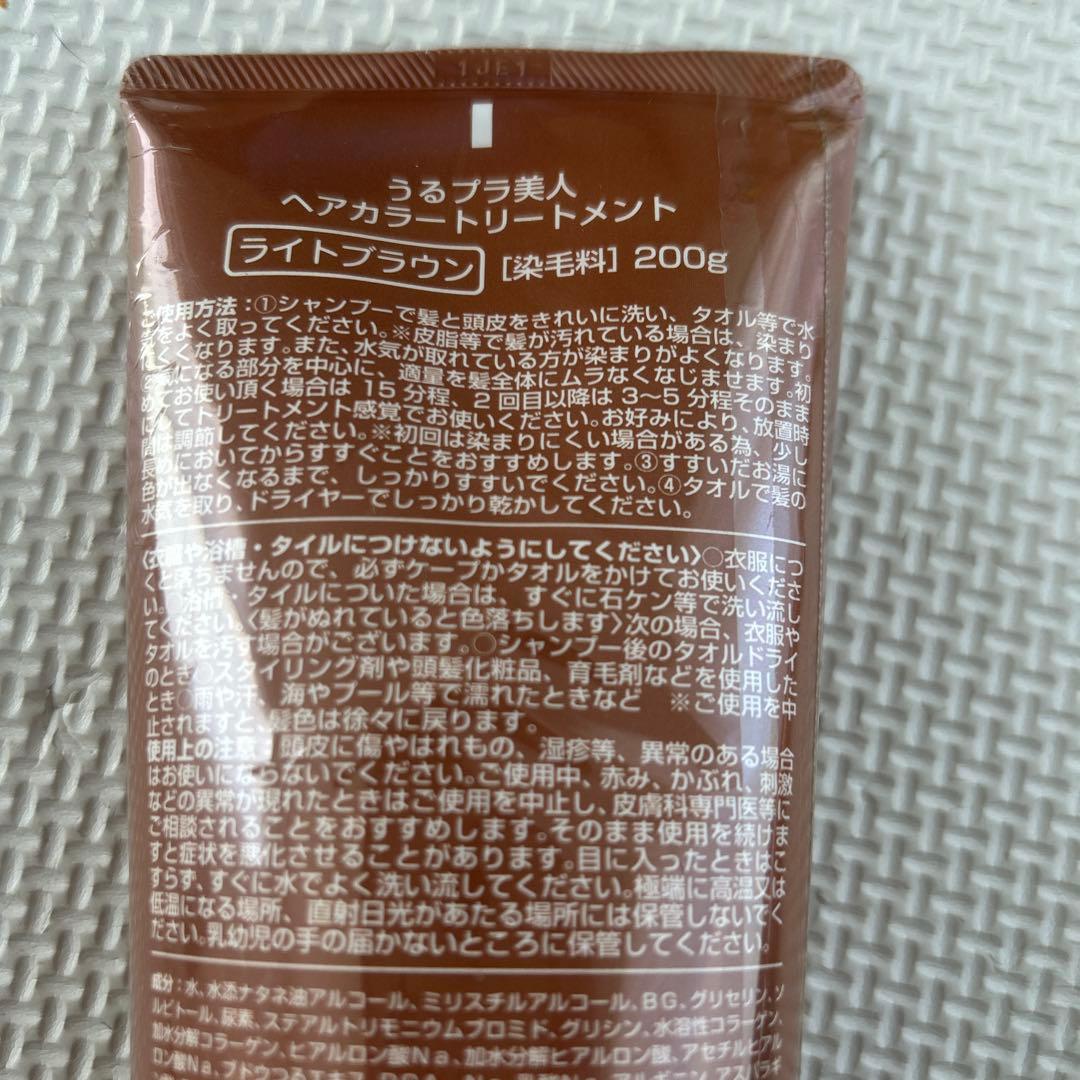 1JE1
うるプラ美人
ヘアカラートリートメント
ライトブラウン [染毛料] 200g
ご使用方法:①シャンプーで髪と頭皮をきれいに洗い、タオル等で水
をよく取ってください。※皮脂等で髪が汚れている場合は、染まり
くくなります。また、水気が取れている方が染まりがよくなります。
②気になる部分を中心に、適量を髪全体にムラなくなじませます。初
めてお使い頂く場合は 15 分程、2 回目以降は 3〜5 分程そのまま
にしてトリートメント感覚でお使いください。お好みにより、放置時
間は調節してください。※初回は染まりにくい場合がある為、少し
長めにおいてからすすぐことをおすすめします。③すすいだお湯に
色が出なくなるまで、しっかりすすいでください。④タオルで髪の
水気を取り、ドライヤーでしっかり乾かしてください。
〈衣服や浴槽・タイルにつけないようにしてください〉○衣服につ
くと落ちませんので、必ずケープかタオルをかけてお使いくださ
い。○浴槽・タイルについた場合は、すぐに石ケン等で洗い流し
てください。〈髪がぬれていると色落ちします〉次の場合、衣服や
タオルを汚す場合がございます。○シャンプー後のタオルドライ
のとき○スタイリング剤や頭髪化粧品、育毛剤などを使用した
とき○雨や汗、海やプール等で濡れたときなど ※ご使用を中
止されますと、髪色は徐々に戻ります。
使用上の注意:頭皮に傷やはれもの、湿疹等、異常のある場合
はお使いにならないでください。ご使用中、赤み、かぶれ、刺激
などの異常が現れたときはご使用を中止し、皮膚科専門医等に
ご相談されることをおすすめします。そのまま使用を続けま
すと症状を悪化させることがあります。目に入ったときはこ
すらず、すぐに水でよく洗い流してください。極端に高温又は
低温になる場所、直射日光があたる場所には保管しないでく
ださい。乳幼児の手の届かないところに保管してください。
成分:水、水添ナタネ油アルコール、ミリスチルアルコール、BG、グリセリン、ソ
ルビトール、尿素、ステアルトリモニウムブロミド、グリシン、水溶性コラーゲン、
加水分解コラーゲン、ヒアルロン酸Na、加水分解ヒアルロン酸、アセチルヒアル
ロン酸Na、ブドウつるエキス、PCA-Na、乳酸Na、アルギニン、アスパラギ